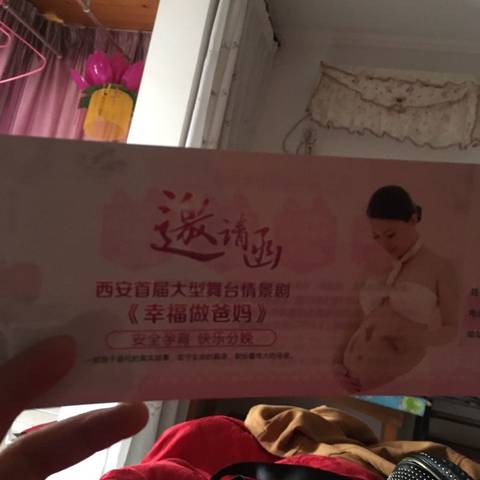 邀请函
西安首届大型舞台情景剧
《幸福做爸妈》
安全孕育 快乐分娩